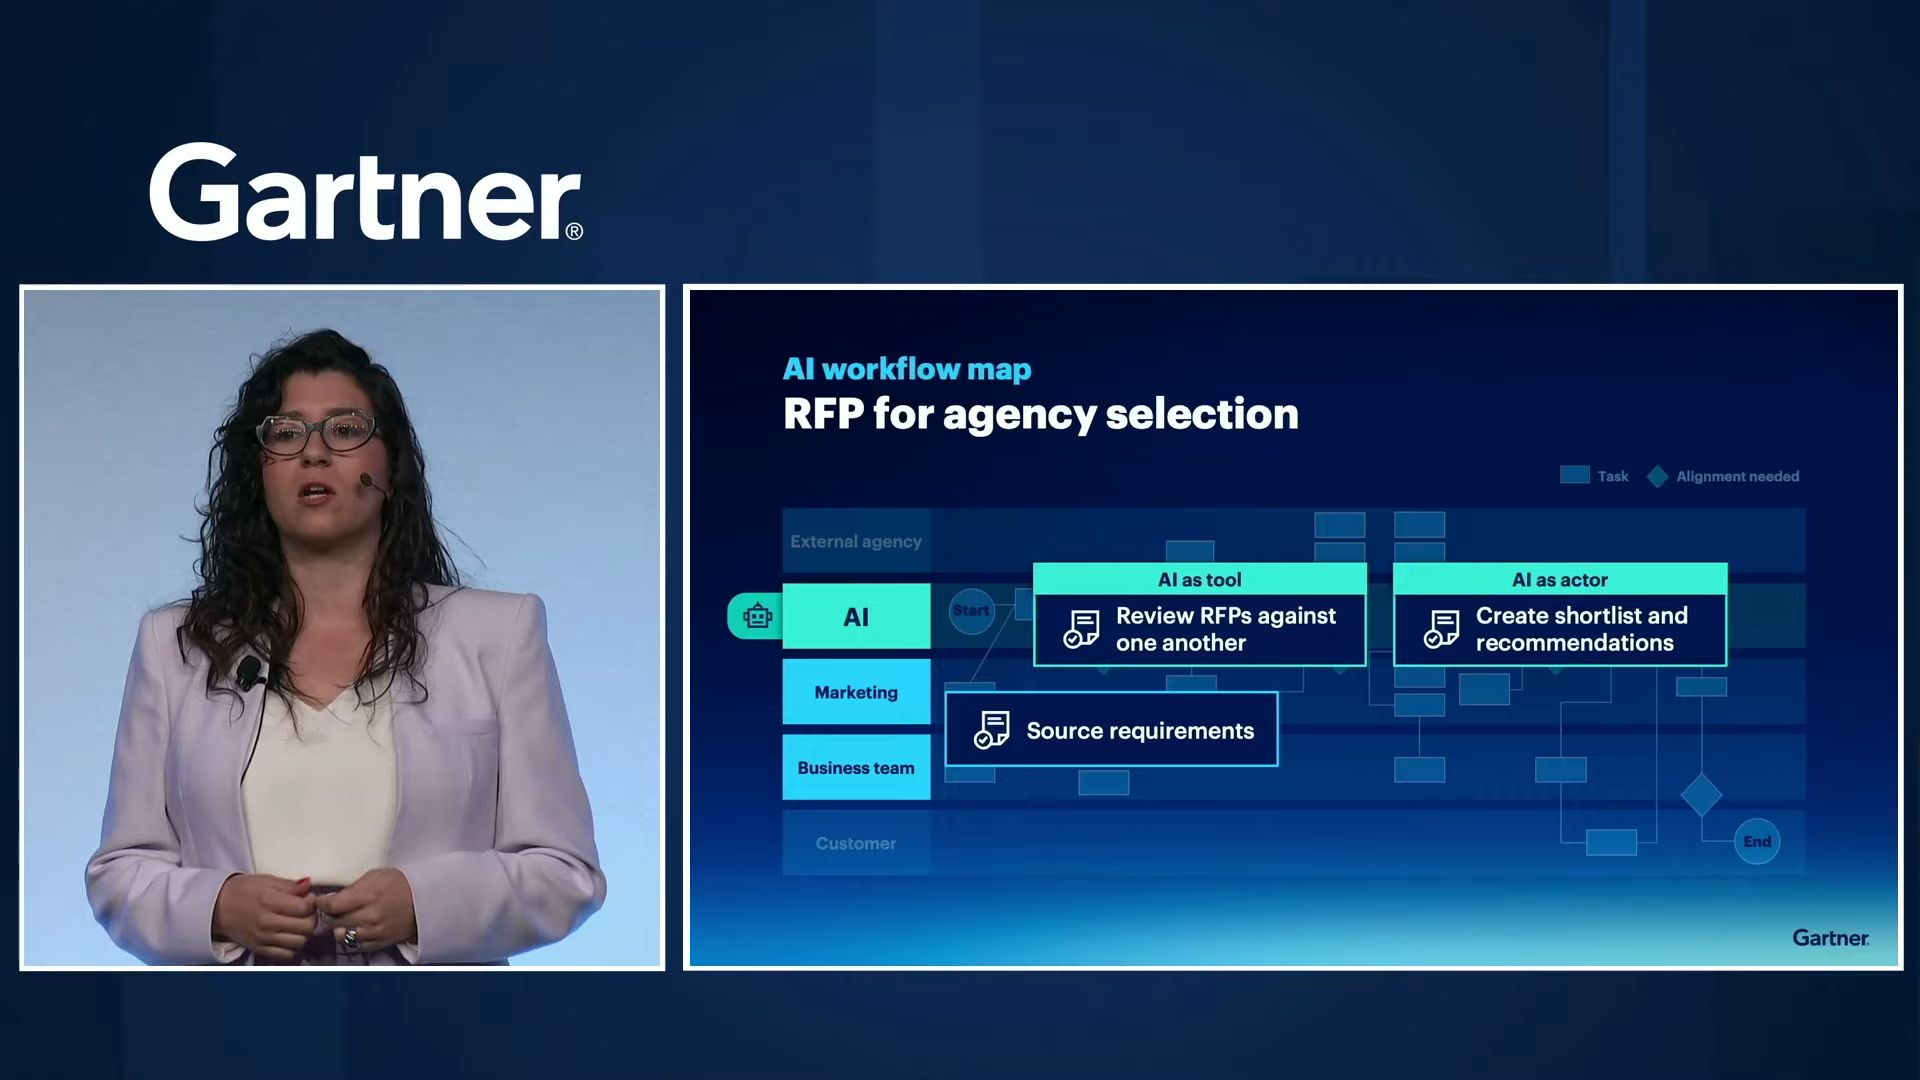 Gartner®
AI workflow map
RFP for agency selection
Task
Alignment needed
External agency
AI as tool
AI as actor
Start
AI
Review RFPs against
one another
Create shortlist and
recommendations
Marketing
Source requirements
Business team
Customer
End
Gartner